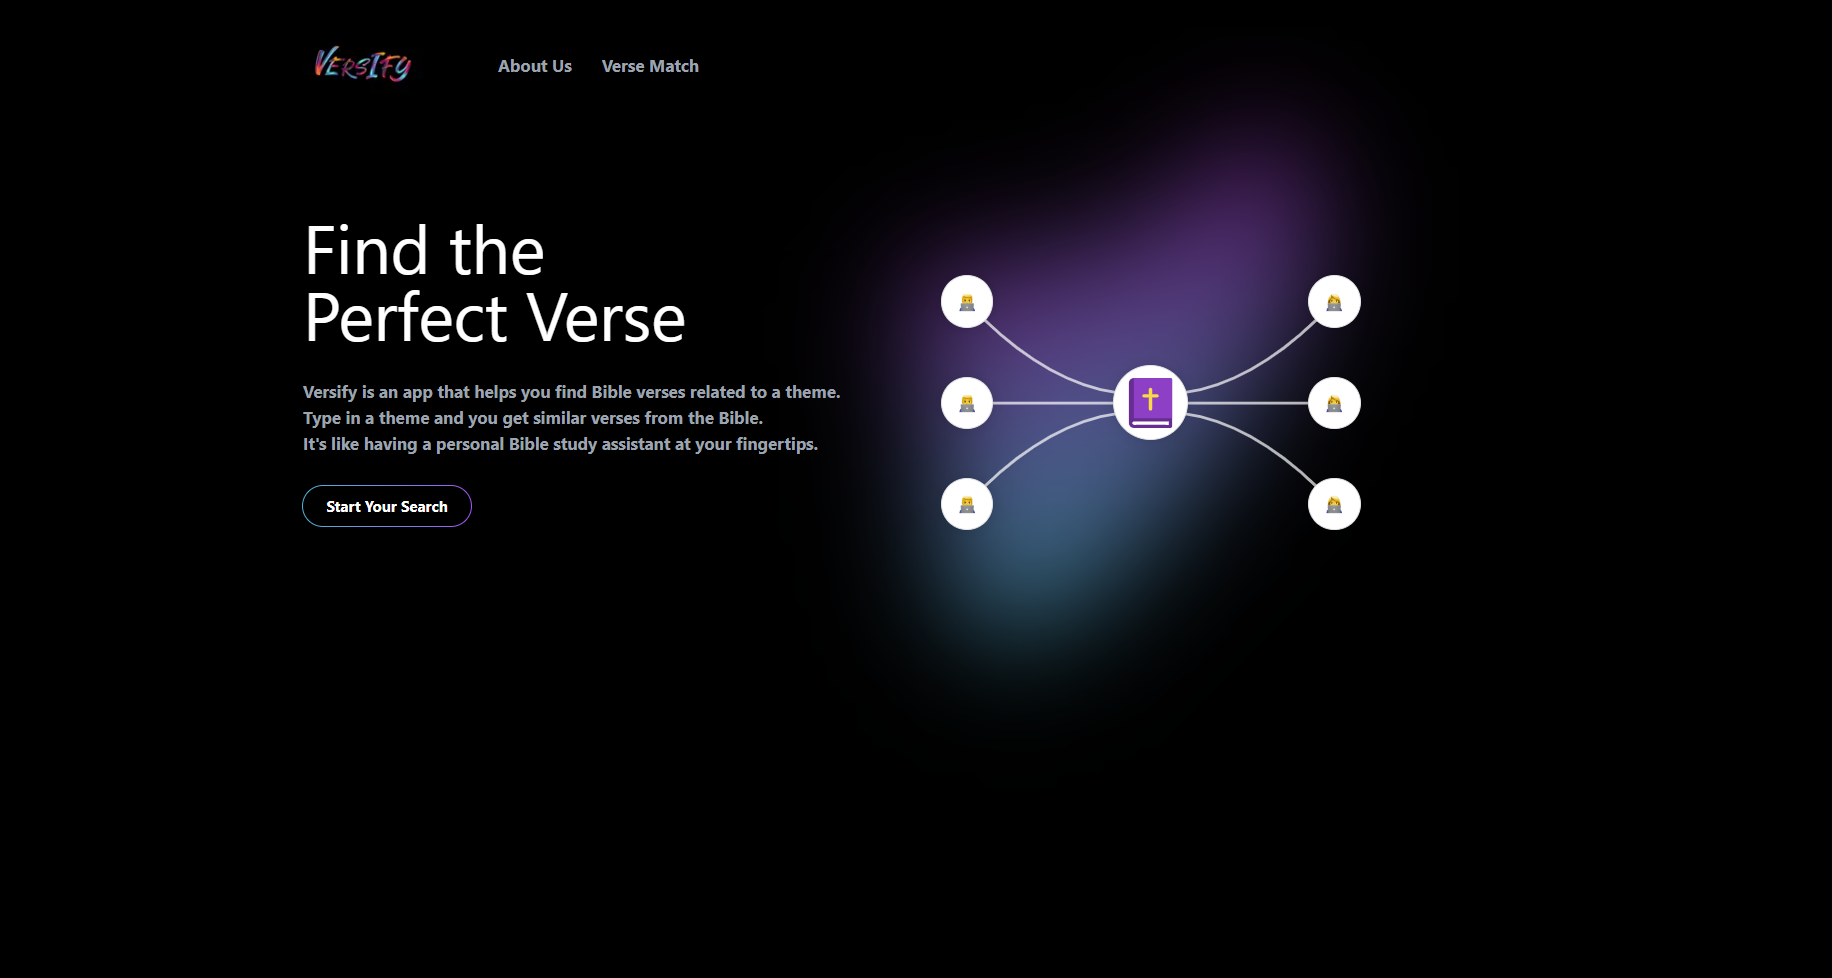 VERSIFY
About Us
Verse Match
Find the
Perfect Verse
Versify is an app that helps you find Bible verses related to a theme.
Type in a theme and you get similar verses from the Bible.
It's like having a personal Bible study assistant at your fingertips.
Start Your Search